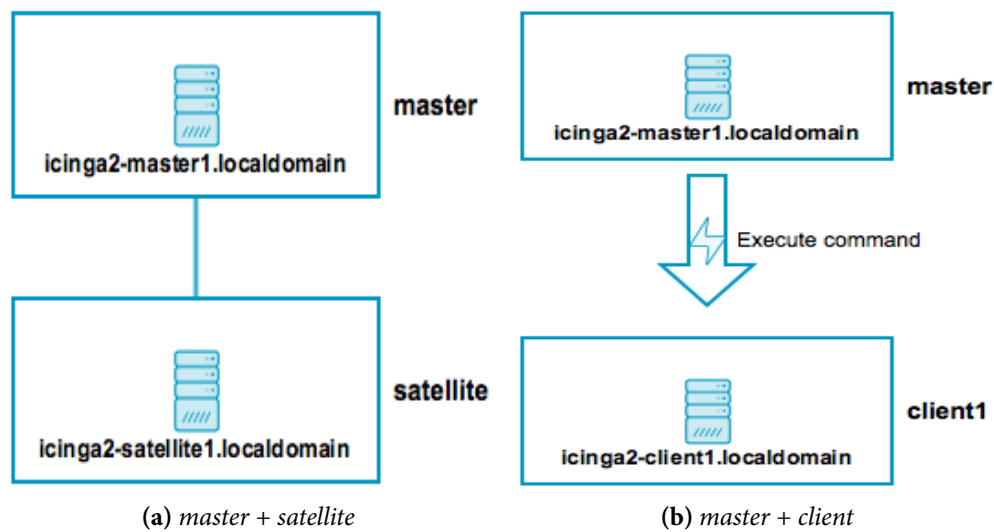 master
icinga2-master1.localdomain
satellite
icinga2-satellite1.localdomain
(a) master + satellite
master
icinga2-master1.localdomain
Execute command
client1
icinga2-client1.localdomain
(b) master + client